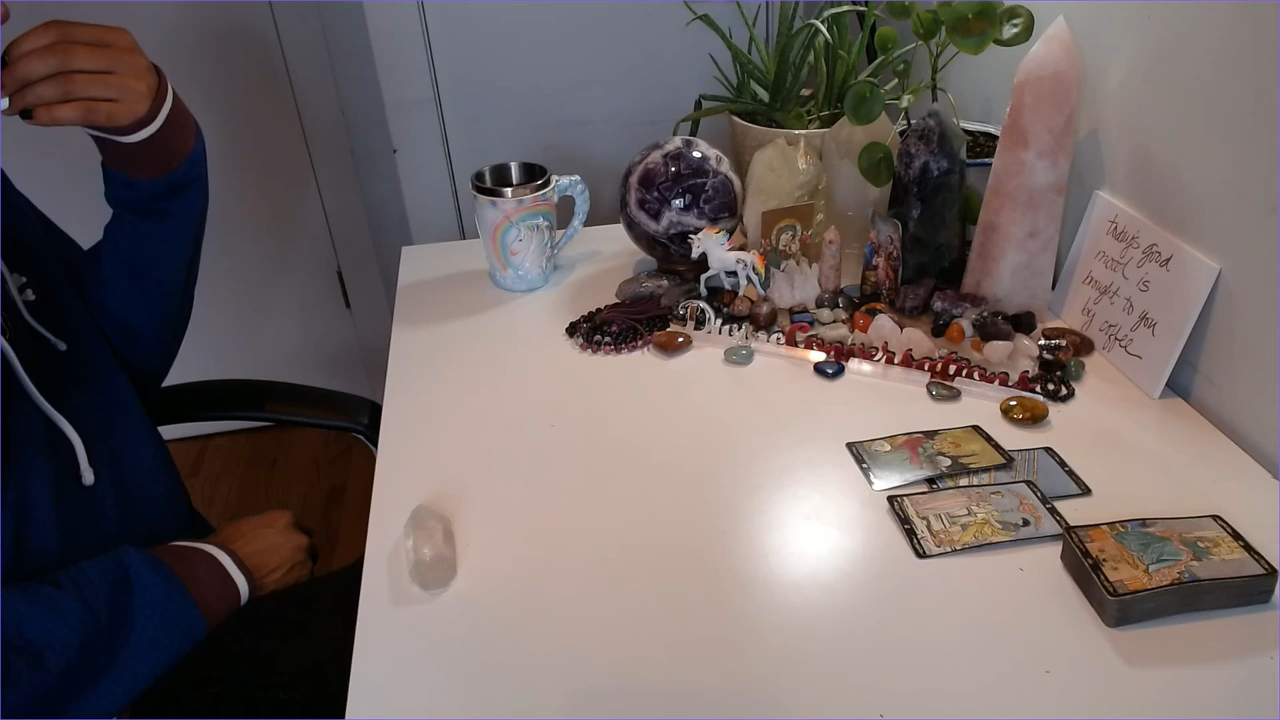 Divine
Conversations
today's good
mood is
brought to you
by coffee